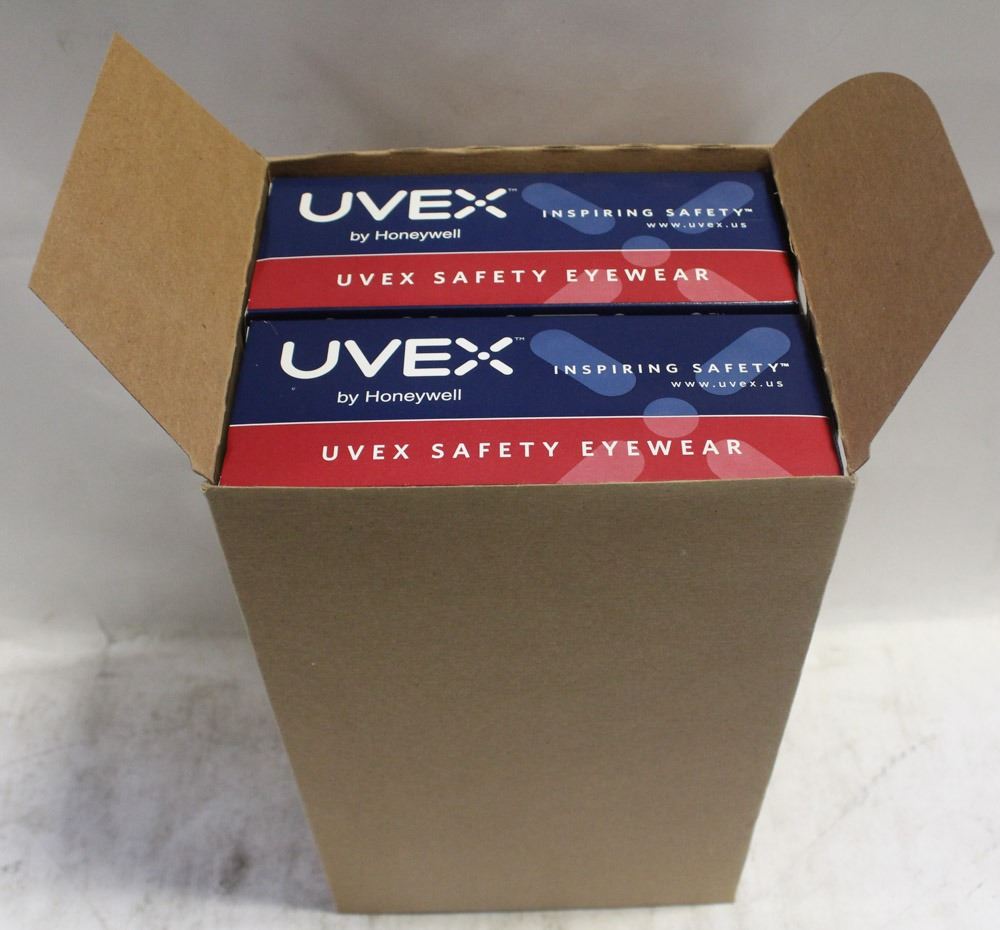 UVEX™
by Honeywell
INSPIRING SAFETY™
www.uvex.us
UVEX SAFETY EYEWEAR
UVEX™
by Honeywell
INSPIRING SAFETY™
www.uvex.us
UVEX SAFETY EYEWEAR